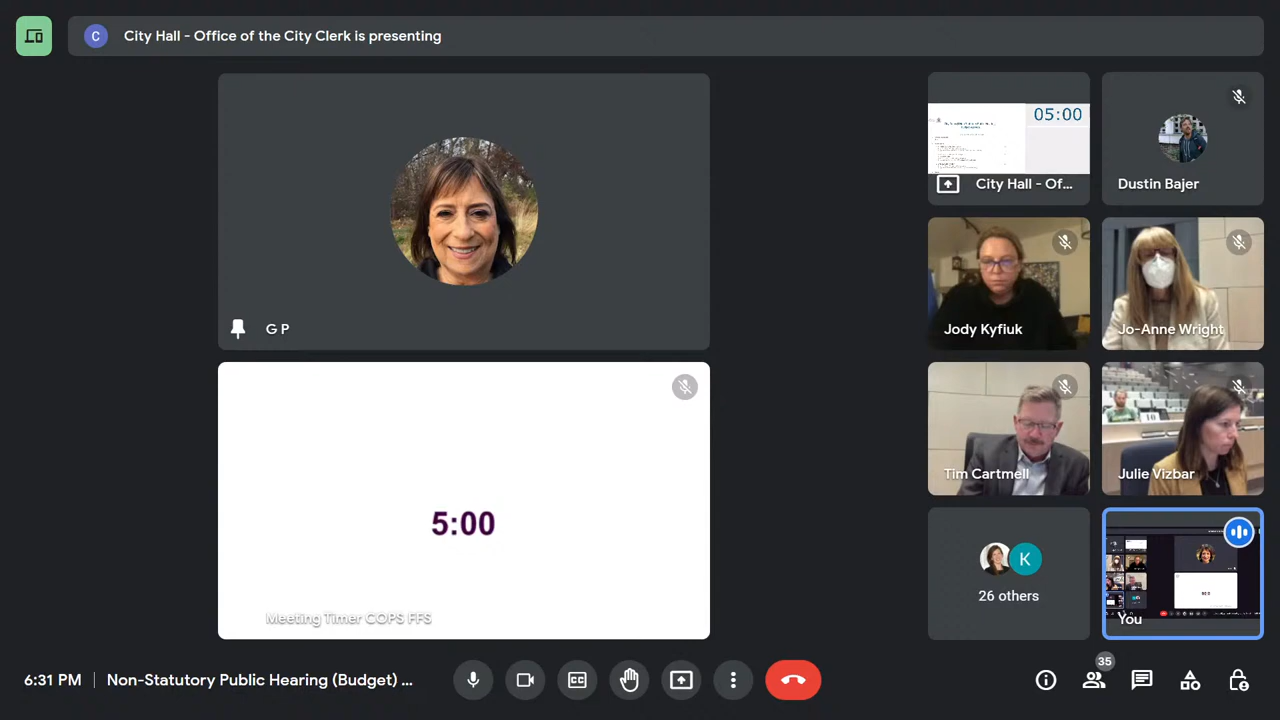 C City Hall - Office of the City Clerk is presenting
G P
5:00
Meeting Timer COPS FFS
05:00
City Hall - Of...
Dustin Bajer
Jody Kyfiuk
Jo-Anne Wright
Tim Cartmell
10
Julie Vizbar
K
26 others
You
6:31 PM | Non-Statutory Public Hearing (Budget) ...
CC
35